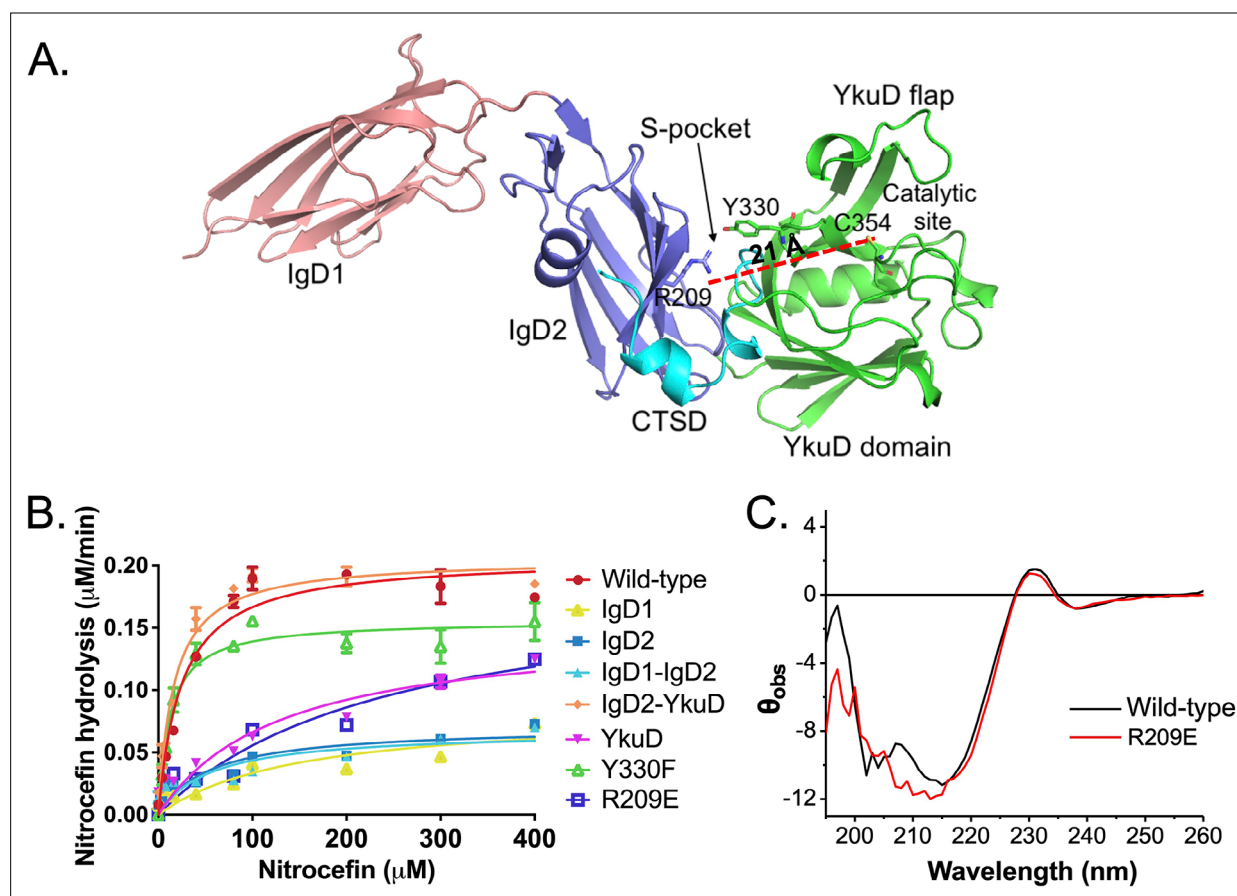 A.
YkuD flap
S-pocket
Catalytic
site
Y330
C354
21 Å
R209
IgD1
IgD2
CTSD
YkuD domain
B.
Nitrocefin hydrolysis (µM/min)
0.20
0.15
0.10
0.05
0.00
0
100
200
300
400
Nitrocefin (µM)
Wild-type
IgD1
IgD2
IgD1-IgD2
IgD2-YkuD
YkuD
Y330F
R209E
C.
θobs
4
0
-4
-8
-12
200
210
220
230
240
250
260
Wavelength (nm)
Wild-type
R209E